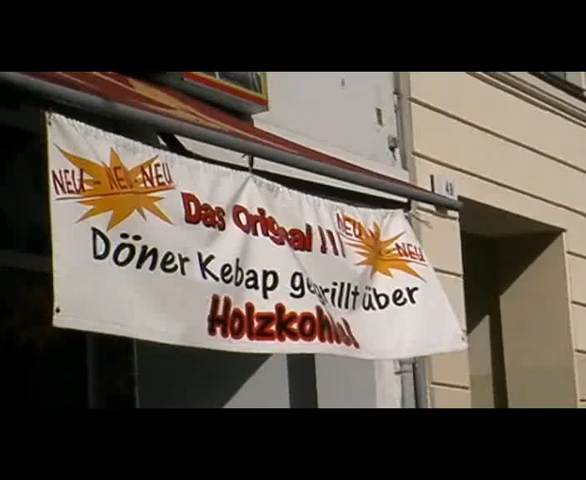 NEU - NEU - NEU
Das Original !!!
NEU - NEU
Döner Kebap gegrillt über
Holzkohle!